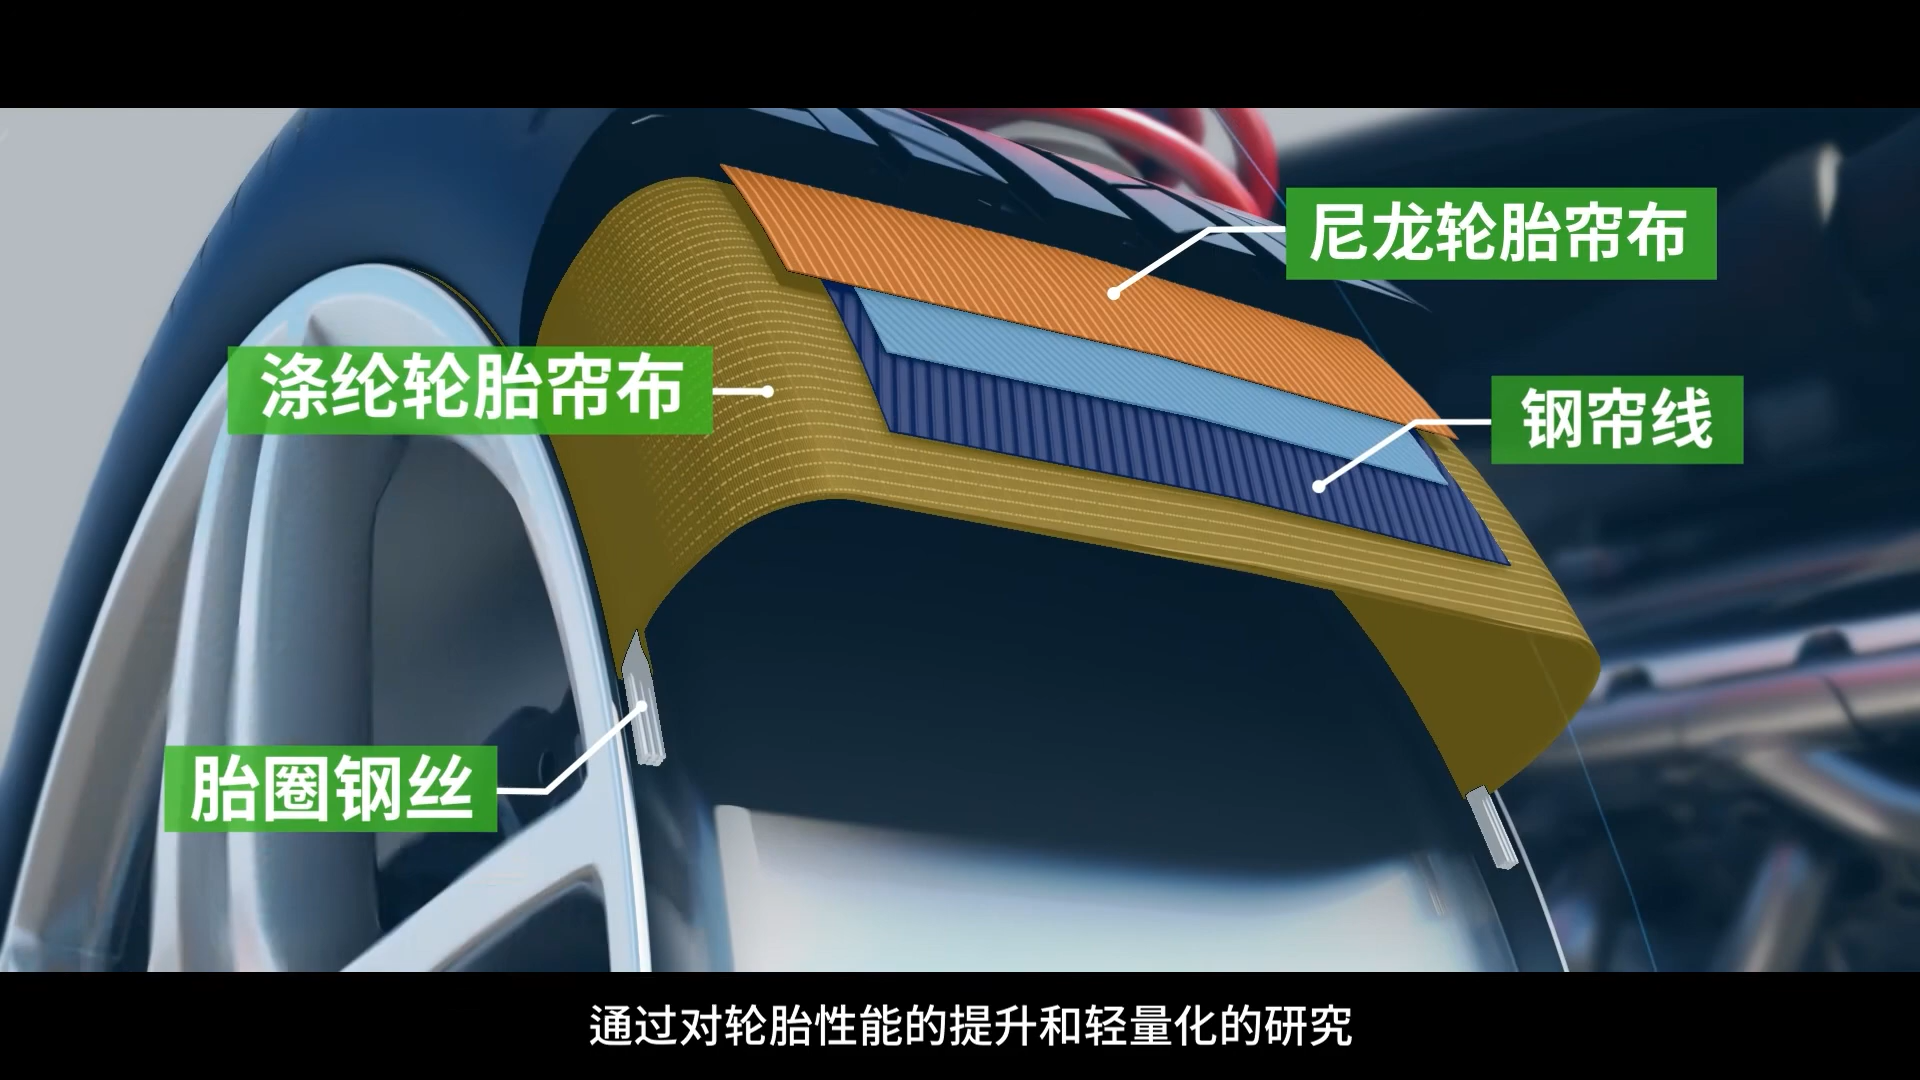 尼龙轮胎帘布
涤纶轮胎帘布
钢帘线
胎圈钢丝
通过对轮胎性能的提升和轻量化的研究